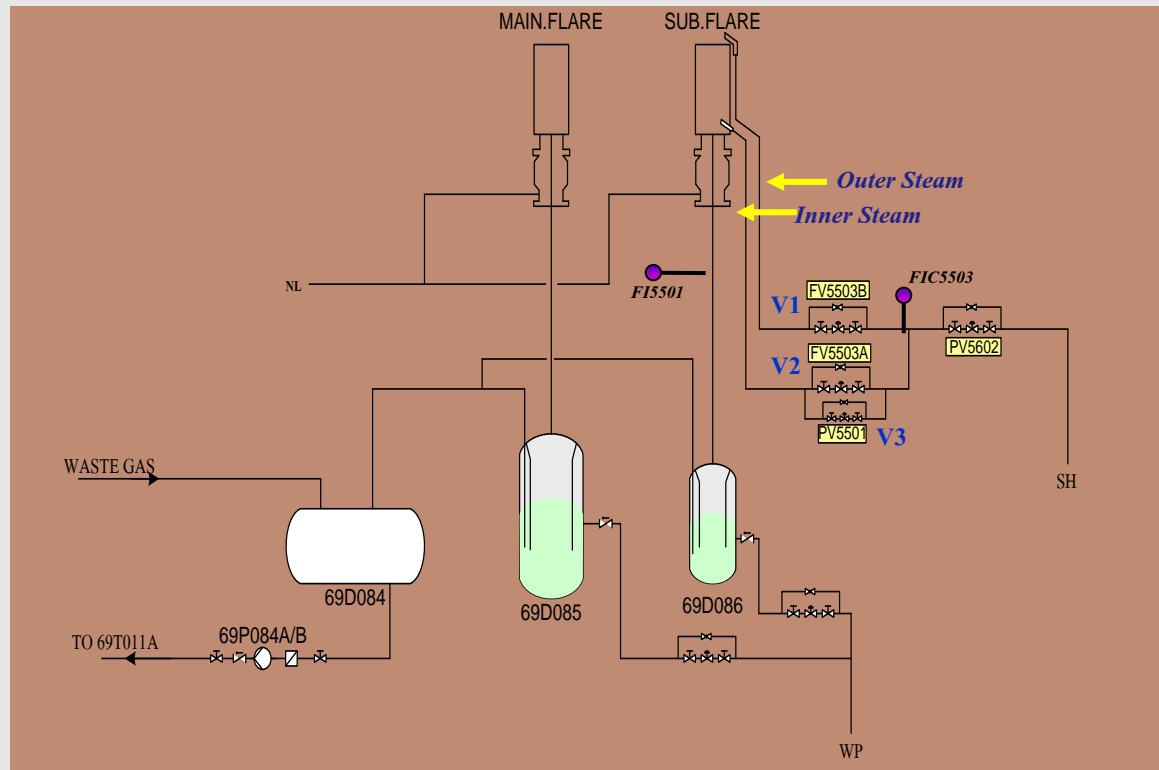 MAIN.FLARE
SUB.FLARE
Outer Steam
Inner Steam
FI5501
NL
FIC5503
V1
FV5503B
PV5602
V2
FV5503A
PV5501
V3
WASTE GAS
SH
69D084
69D085
69D086
69P084A/B
TO 69T011A
WP